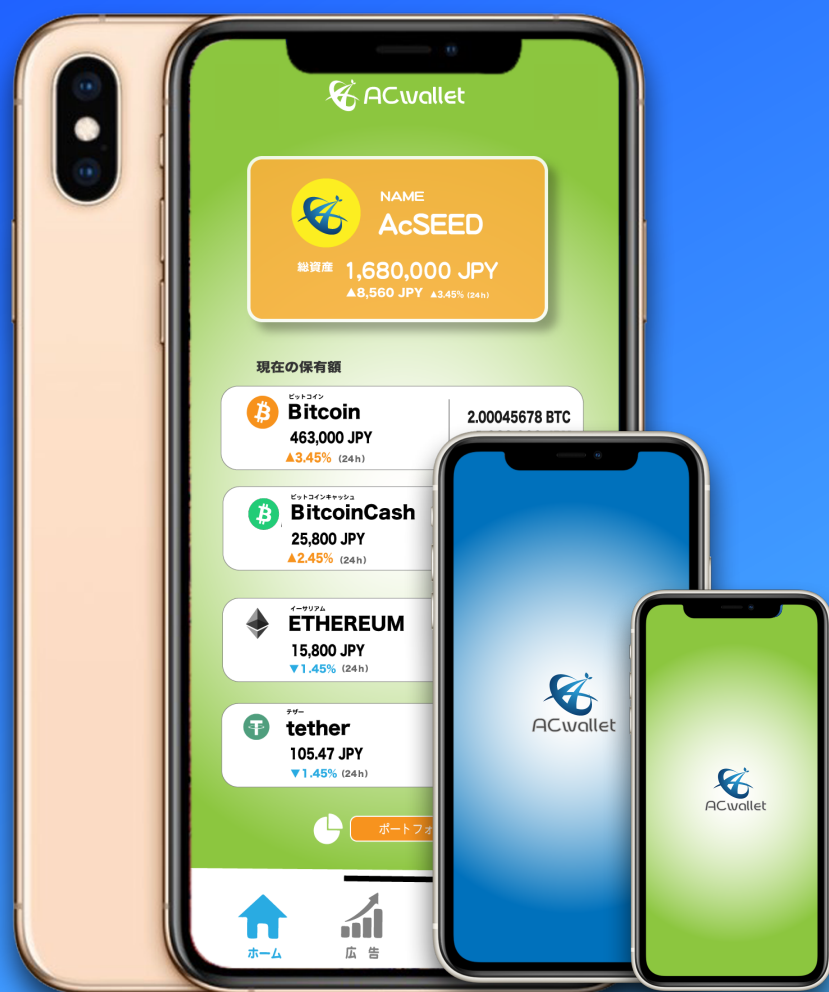 ACwallet
NAME
AcSEED
総資産 1,680,000 JPY
▲8,560 JPY ▲3.45% (24h)
現在の保有額
ビットコイン
Bitcoin
463,000 JPY
▲3.45% (24h)
2.00045678 BTC
ビットコインキャッシュ
BitcoinCash
25,800 JPY
▲2.45% (24h)
イーサリアム
ETHEREUM
15,800 JPY
▼1.45% (24h)
テザー
tether
105.47 JPY
▼1.45% (24h)
ポートフォ
ホーム
広告
ACwallet
ACwallet